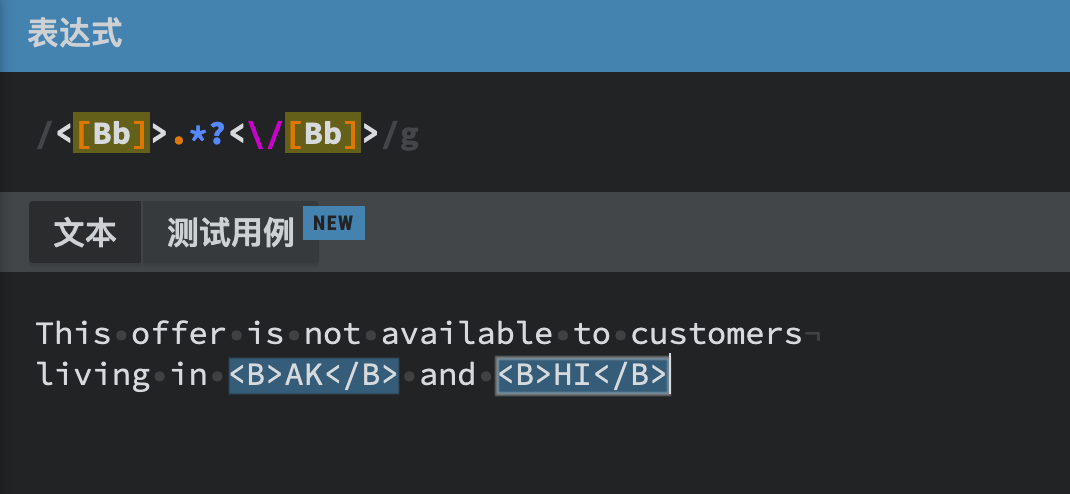 表达式
/<[Bb]>.*?<\/[Bb]>/g
文本 测试用例 NEW
This offer is not available to customers¬
living in <B>AK</B> and <B>HI</B>